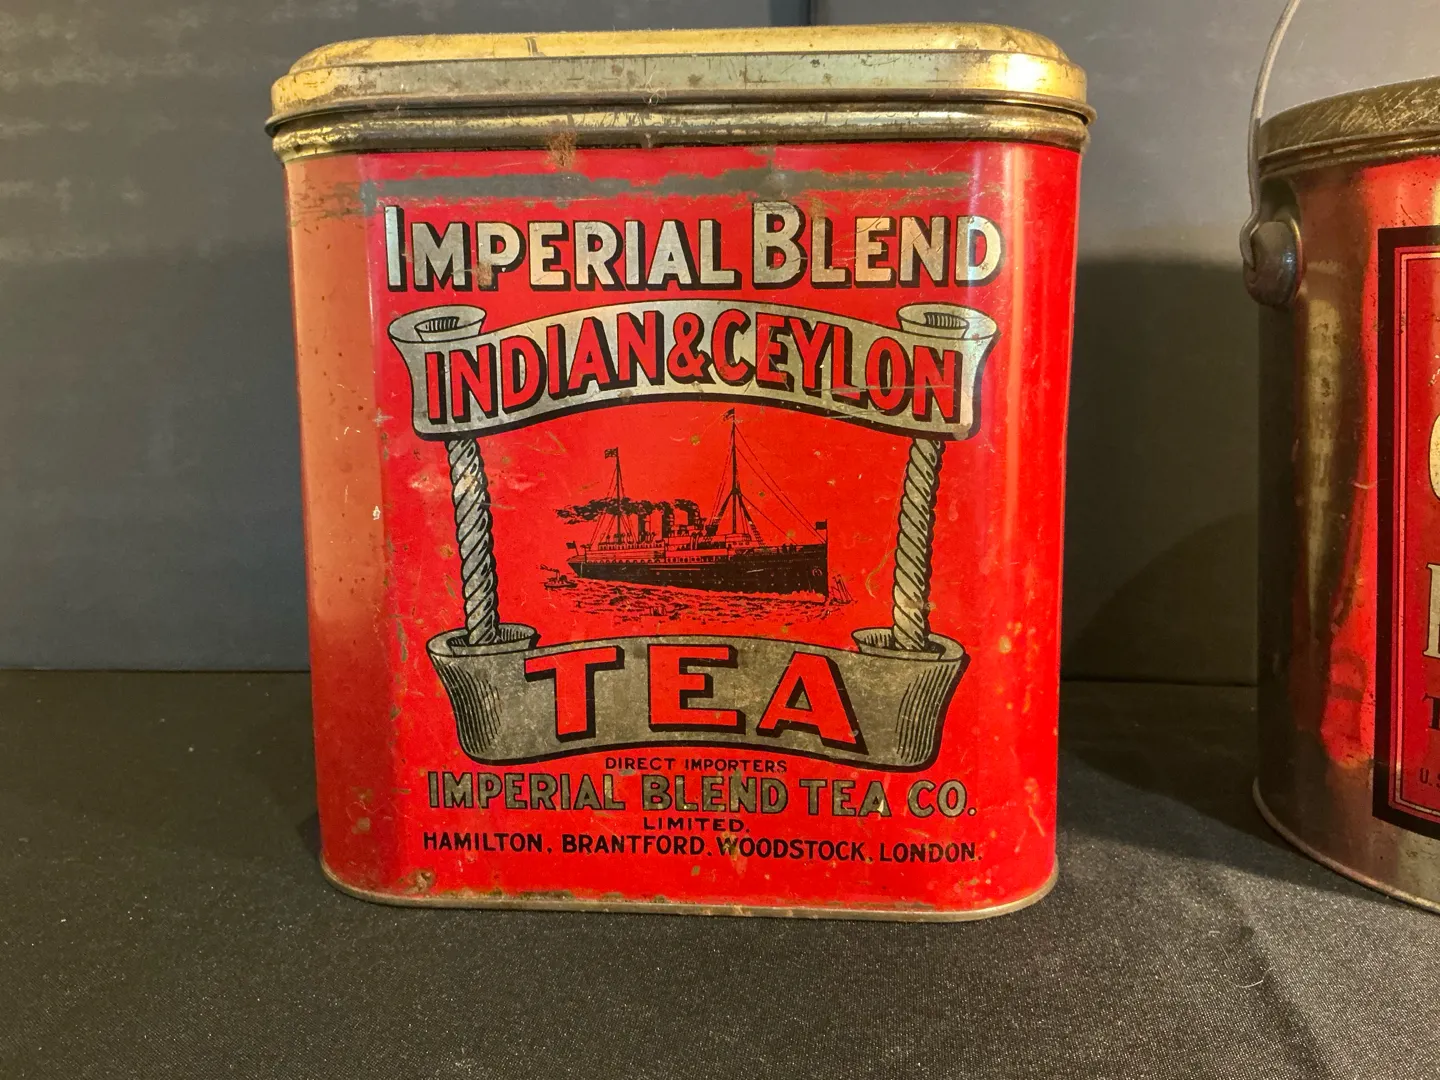 IMPERIAL BLEND
INDIAN & CEYLON
TEA
DIRECT IMPORTERS
IMPERIAL BLEND TEA CO.
LIMITED.
HAMILTON, BRANTFORD, WOODSTOCK, LONDON.